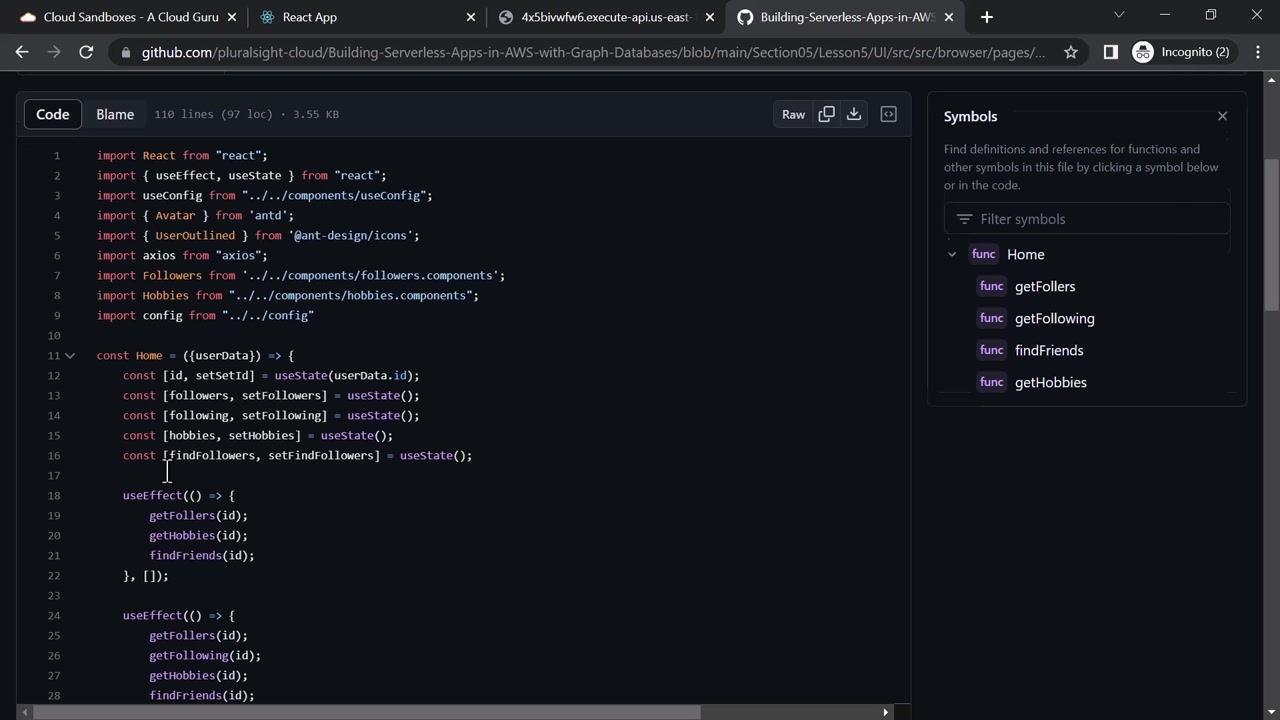 Cloud Sandboxes - A Cloud Guru
React App
4x5bivwfw6.execute-api.us-east-
Building-Serverless-Apps-in-AWS
github.com/pluralsight-cloud/Building-Serverless-Apps-in-AWS-with-Graph-Databases/blob/main/Section05/Lesson5/UI/src/src/browser/pages/...
Incognito (2)
Code
Blame
110 lines (97 loc) · 3.55 KB
Raw
1 import React from "react";
2 import { useEffect, useState } from "react";
3 import useConfig from "../../components/useConfig";
4 import { Avatar } from 'antd';
5 import { UserOutlined } from '@ant-design/icons';
6 import axios from "axios";
7 import Followers from '../../components/followers.components';
8 import Hobbies from "../../components/hobbies.components";
9 import config from "../../config"
10
11 const Home = ({userData}) => {
12 const [id, setSetId] = useState(userData.id);
13 const [followers, setFollowers] = useState();
14 const [following, setFollowing] = useState();
15 const [hobbies, setHobbies] = useState();
16 const [findFollowers, setFindFollowers] = useState();
17
18 useEffect(() => {
19 getFollers(id);
20 getHobbies(id);
21 findFriends(id);
22 }, []);
23
24 useEffect(() => {
25 getFollers(id);
26 getFollowing(id);
27 getHobbies(id);
28 findFriends(id);
Symbols
Find definitions and references for functions and
other symbols in this file by clicking a symbol below
or in the code.
Filter symbols
func Home
func getFollers
func getFollowing
func findFriends
func getHobbies